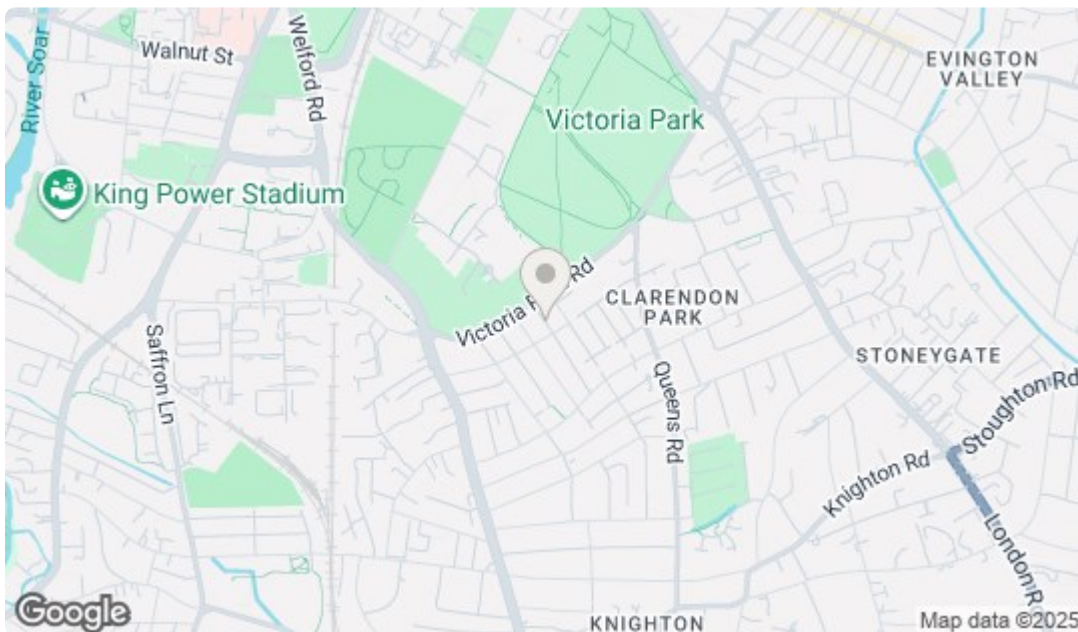 Walnut St
Welford Rd
River Soar
EVINGTON
VALLEY
Victoria Park
King Power Stadium
Victoria P Rd
CLARENDON
PARK
STONEYGATE
Saffron Ln
Queens Rd
Stoughton Rd
Knighton Rd
London R
KNIGHTON
Google
Map data ©2025